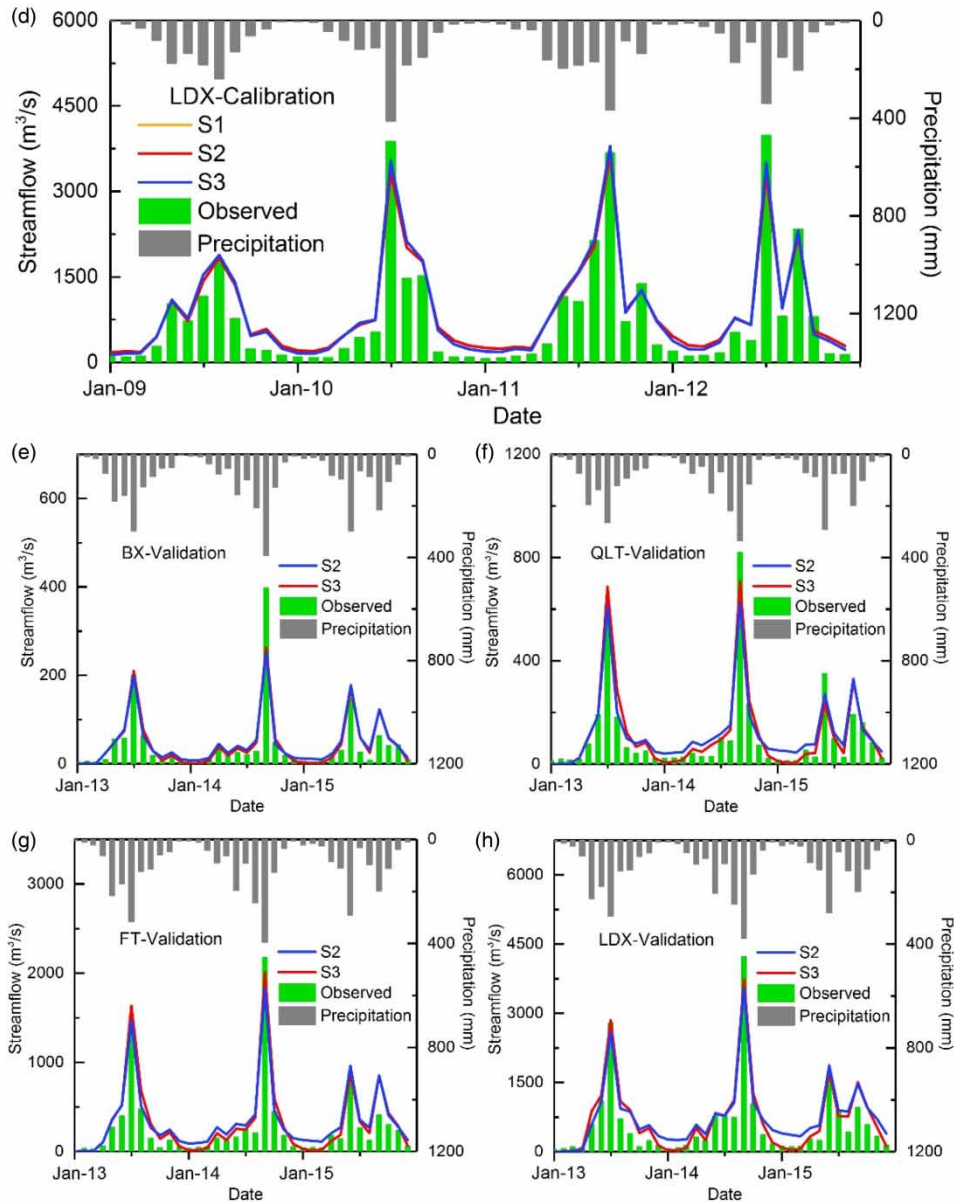 (d)
6000
4500
3000
1500
0
Streamflow (m³/s)
LDX-Calibration
S1
S2
S3
Observed
Precipitation
0
400
800
1200
Precipitation (mm)
Jan-09
Jan-10
Jan-11
Jan-12
Date
(e)
600
400
200
0
Streamflow (m³/s)
BX-Validation
S2
S3
Observed
Precipitation
0
400
800
1200
Precipitation (mm)
Jan-13
Jan-14
Jan-15
Date
(f)
1200
800
400
0
Streamflow (m³/s)
QLT-Validation
S2
S3
Observed
Precipitation
0
400
800
1200
Precipitation (mm)
Jan-13
Jan-14
Jan-15
Date
(g)
3000
2000
1000
0
Streamflow (m³/s)
FT-Validation
S2
S3
Observed
Precipitation
0
400
800
1200
Precipitation (mm)
Jan-13
Jan-14
Jan-15
Date
(h)
6000
4500
3000
1500
0
Streamflow (m³/s)
LDX-Validation
S2
S3
Observed
Precipitation
0
400
800
1200
Precipitation (mm)
Jan-13
Jan-14
Jan-15
Date